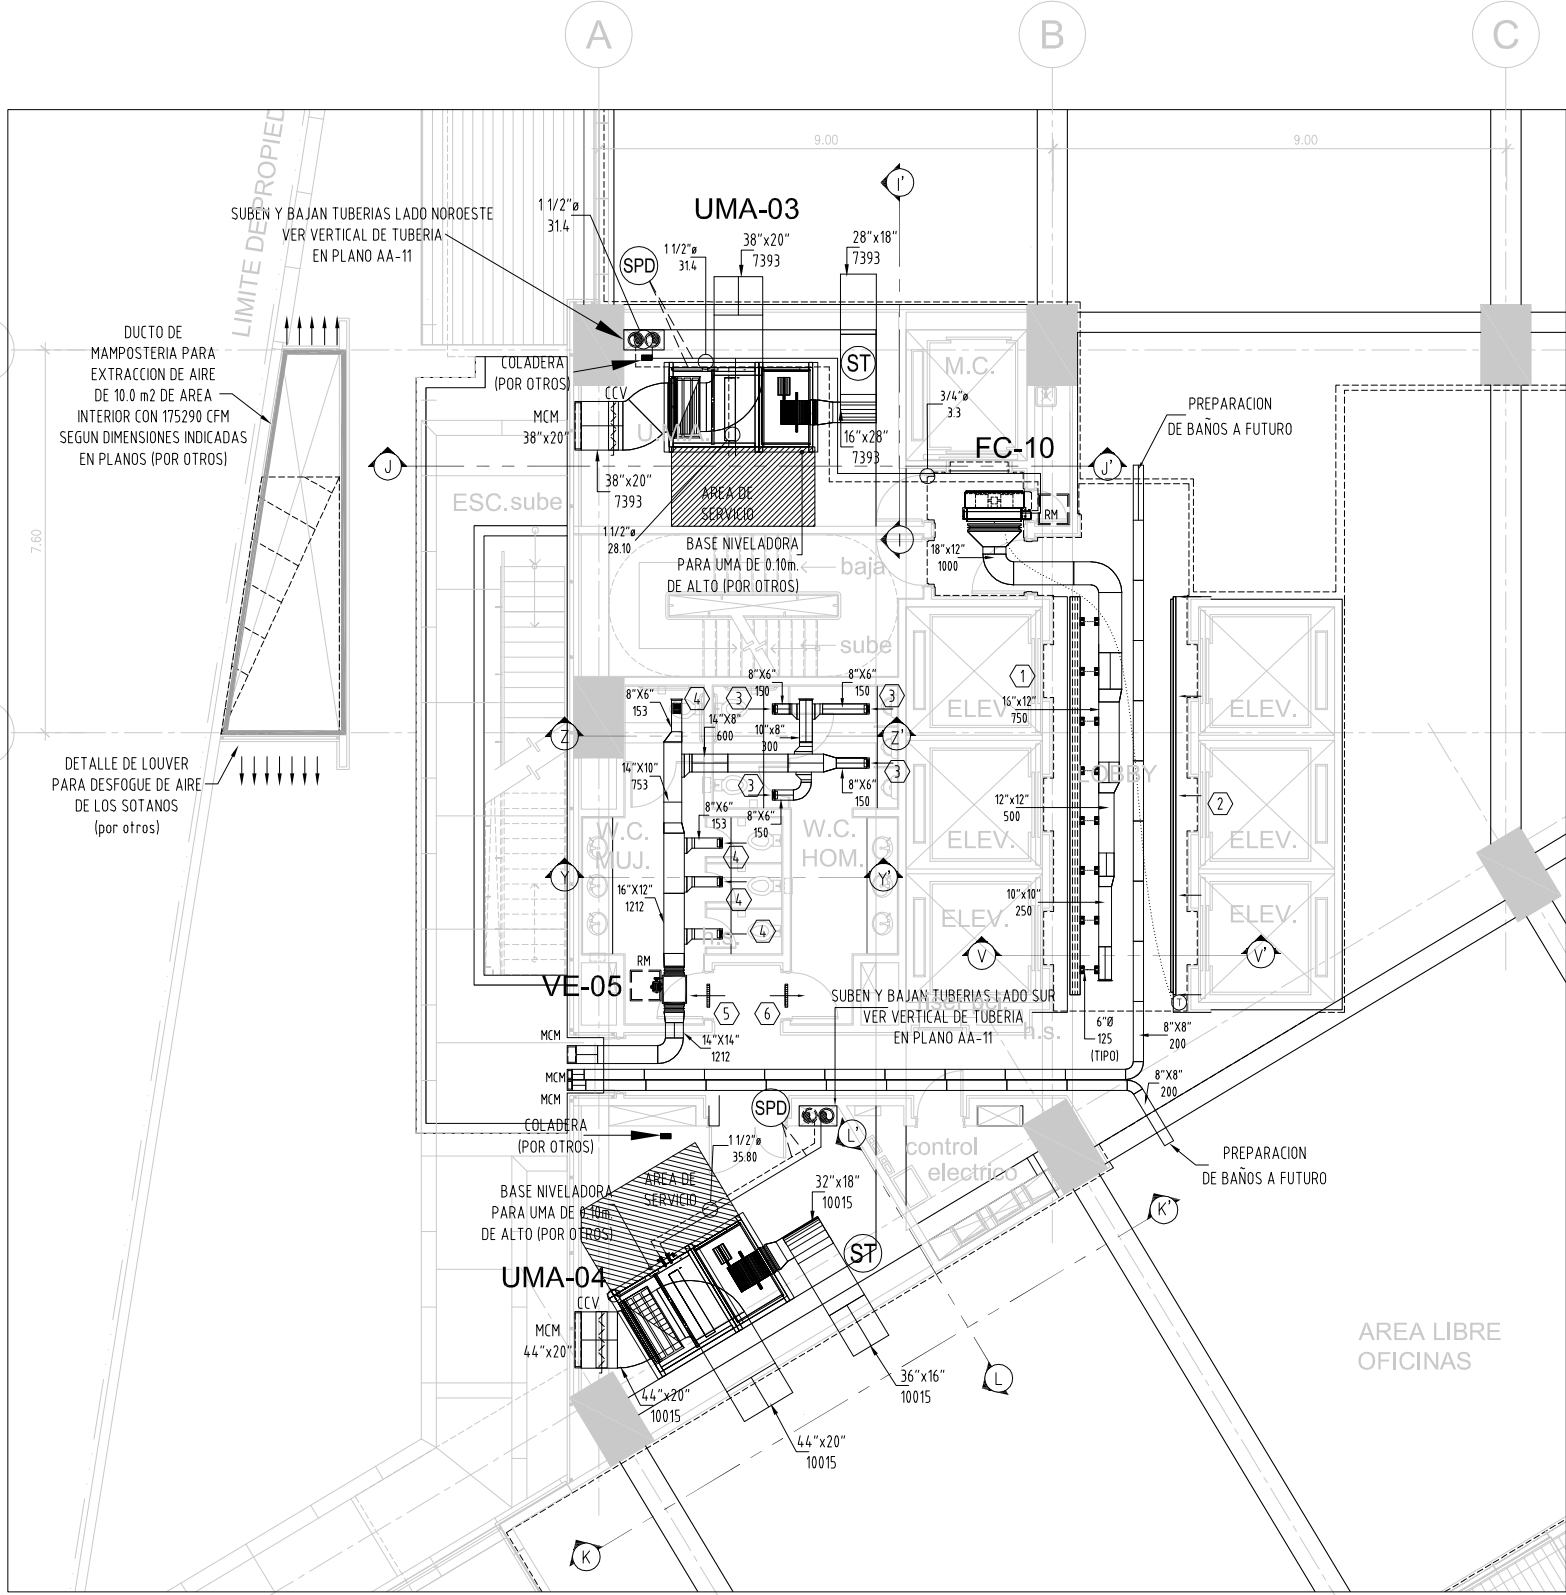 A
B
C
9.00
9.00
LIMITE DE PROPIED
SUBEN Y BAJAN TUBERIAS LADO NOROESTE
VER VERTICAL DE TUBERIA
EN PLANO AA-11
1 1/2"ø
31.4
UMA-03
I'
SPD
1 1/2"ø
31.4
38"x20"
7393
28"x18"
7393
DUCTO DE
MAMPOSTERIA PARA
EXTRACCION DE AIRE
DE 10.0 m2 DE AREA
INTERIOR CON 175290 CFM
SEGUN DIMENSIONES INDICADAS
EN PLANOS (POR OTROS)
7.60
COLADERA
(POR OTROS)
CCV
MCM
38"x20"
ST
M.C.
3/4"ø
3.3
PREPARACION
DE BAÑOS A FUTURO
16"x28"
7393
FC-10
J
J'
38"x20"
7393
ESC.sube
AREA DE
SERVICIO
RM
1 1/2"ø
28.10
BASE NIVELADORA
PARA UMA DE 0.10m.
DE ALTO (POR OTROS)
I
18"x12"
1000
baja
sube
8"X6"
150
8"X6"
150
8"X6"
153
4
3
3
1
ELEV.
ELEV.
16"x12"
750
14"X8"
600
10"x8"
300
Z
Z'
DETALLE DE LOUVER
PARA DESFOGUE DE AIRE
DE LOS SOTANOS
(por otros)
14"X10"
753
3
3
8"X6"
150
8"X6"
150
8"X6"
153
LOBBY
12"x12"
500
2
W.C.
MUJ.
W.C.
HOM.
ELEV.
ELEV.
4
Y
Y'
16"X12"
1212
4
10"x10"
250
ELEV.
ELEV.
4
h.s.
V
V'
RM
VE-05
5
6
SUBEN Y BAJAN TUBERIAS LADO SUR
VER VERTICAL DE TUBERIA
EN PLANO AA-11
T
h.s.
MCM
14"X14"
1212
6"Ø
125
(TIPO)
8"X8"
200
MCM
MCM
8"X8"
200
SPD
COLADERA
(POR OTROS)
1 1/2"ø
35.80
L'
control
electrico
PREPARACION
DE BAÑOS A FUTURO
AREA DE
SERVICIO
32"x18"
10015
BASE NIVELADORA
PARA UMA DE 0.10m
DE ALTO (POR OTROS)
K'
ST
UMA-04
CCV
MCM
44"x20"
AREA LIBRE
OFICINAS
36"x16"
10015
L
44"x20"
10015
44"x20"
10015
K